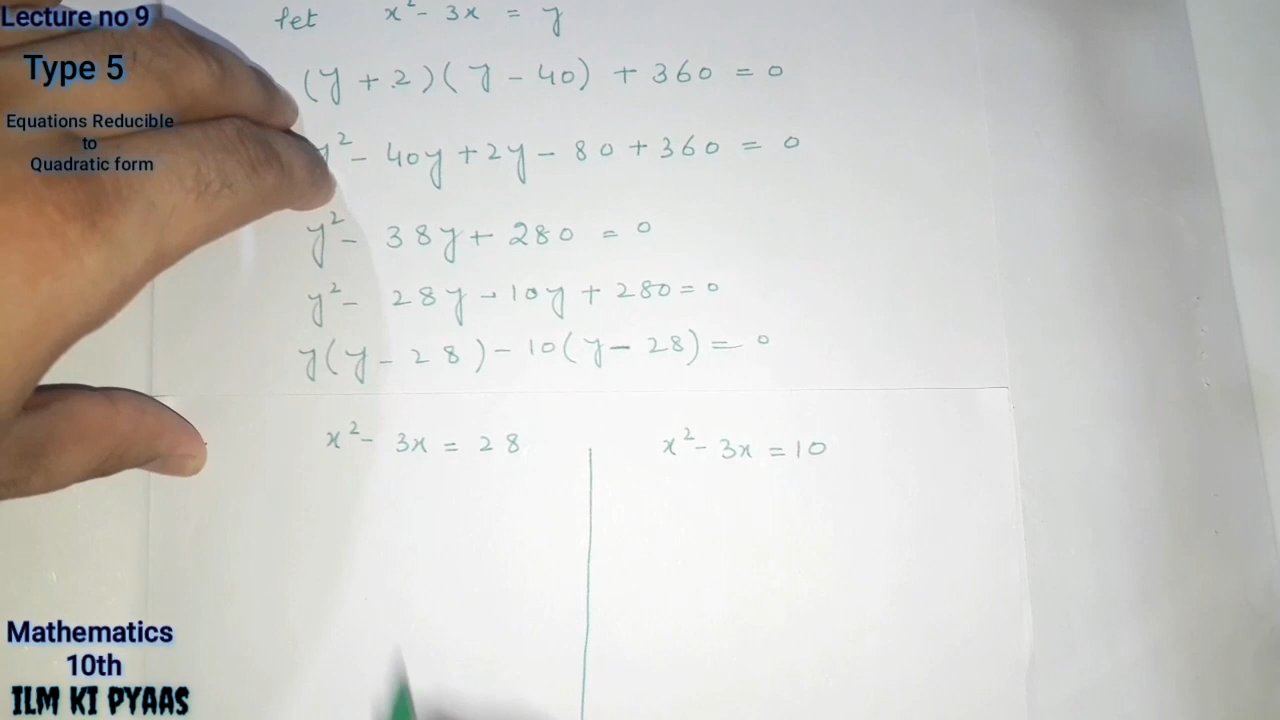 Lecture no 9
Type 5
Equations Reducible
to
Quadratic form
let x² - 3x = y
(y + 2)(y - 40) + 360 = 0
y² - 40y + 2y - 80 + 360 = 0
y² - 38y + 280 = 0
y² - 28y - 10y + 280 = 0
y(y - 28) - 10(y - 28) = 0
x² - 3x = 28
x² - 3x = 10
Mathematics
10th
ILM KI PYAAS